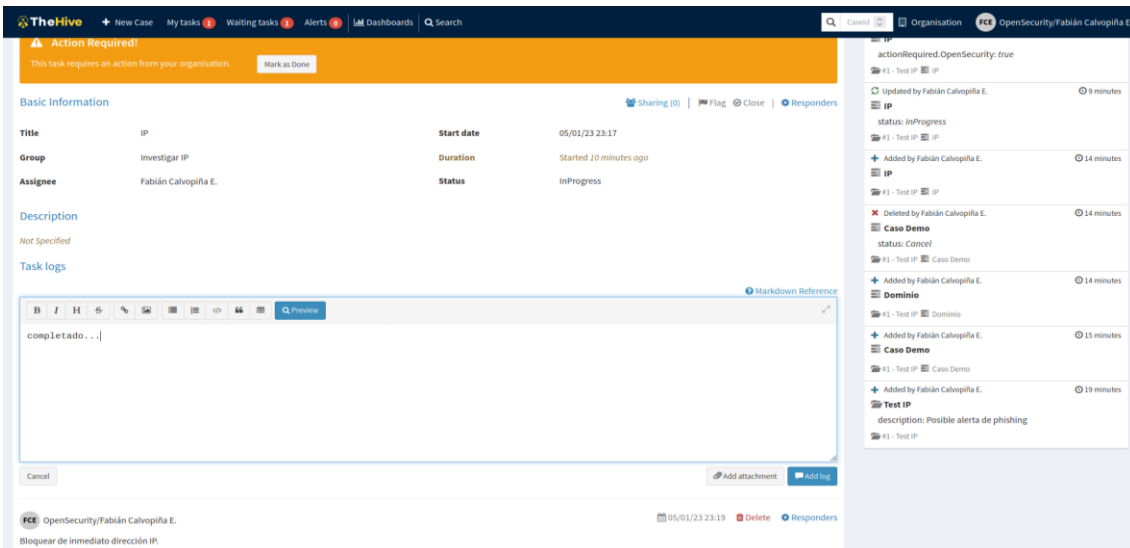 TheHive + New Case My tasks 1 Waiting tasks 1 Alerts 0 Dashboards Search CaseId Organisation FCE OpenSecurity/Fabián Calvopiña E
Action Required!
This task requires an action from your organisation. Mark as Done
Basic Information Sharing (0) | Flag Close | Responders
Title IP Start date 05/01/23 23:17
Group Investigar IP Duration Started 10 minutes ago
Assignee Fabián Calvopiña E. Status InProgress
Description
Not Specified
Task logs
Markdown Reference
B I H S Preview
completado...
Cancel Add attachment Add log
FCE OpenSecurity/Fabián Calvopiña E. 05/01/23 23:19 Delete Responders
Bloquear de inmediato dirección IP.
IP
actionRequired.OpenSecurity: true
#1 - Test IP IP
Updated by Fabián Calvopiña E. 9 minutes
IP
status: InProgress
#1 - Test IP IP
+ Added by Fabián Calvopiña E. 14 minutes
IP
#1 - Test IP IP
Deleted by Fabián Calvopiña E. 14 minutes
Caso Demo
status: Cancel
#1 - Test IP Caso Demo
+ Added by Fabián Calvopiña E. 14 minutes
Dominio
#1 - Test IP Dominio
+ Added by Fabián Calvopiña E. 15 minutes
Caso Demo
#1 - Test IP Caso Demo
+ Added by Fabián Calvopiña E. 19 minutes
Test IP
description: Posible alerta de phishing
#1 - Test IP